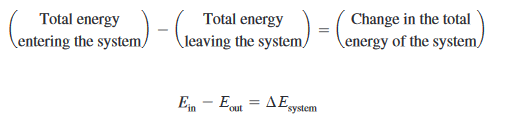 (Total energy entering the system) − (Total energy leaving the system) = (Change in the total energy of the system)
E_in − E_out = ΔE_system